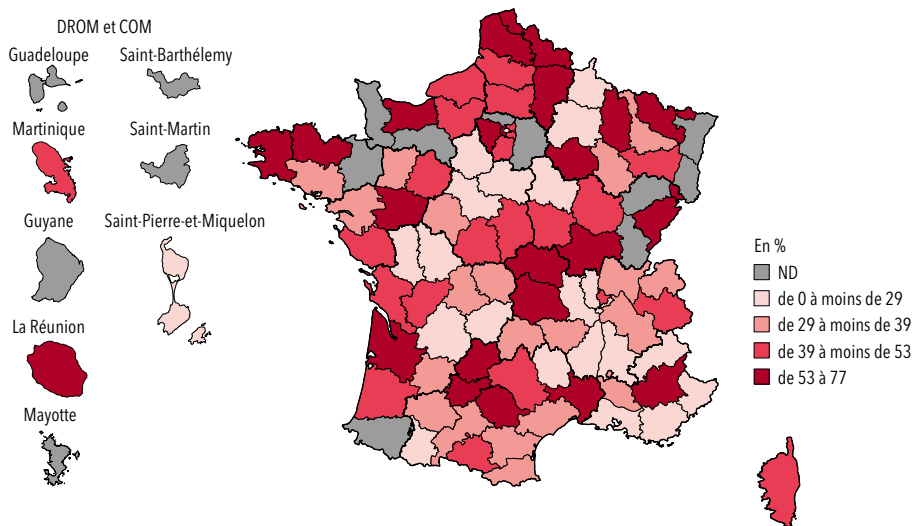 DROM et COM
Guadeloupe Saint-Barthélemy
Martinique Saint-Martin
Guyane Saint-Pierre-et-Miquelon
La Réunion
Mayotte
En %
ND
de 0 à moins de 29
de 29 à moins de 39
de 39 à moins de 53
de 53 à 77